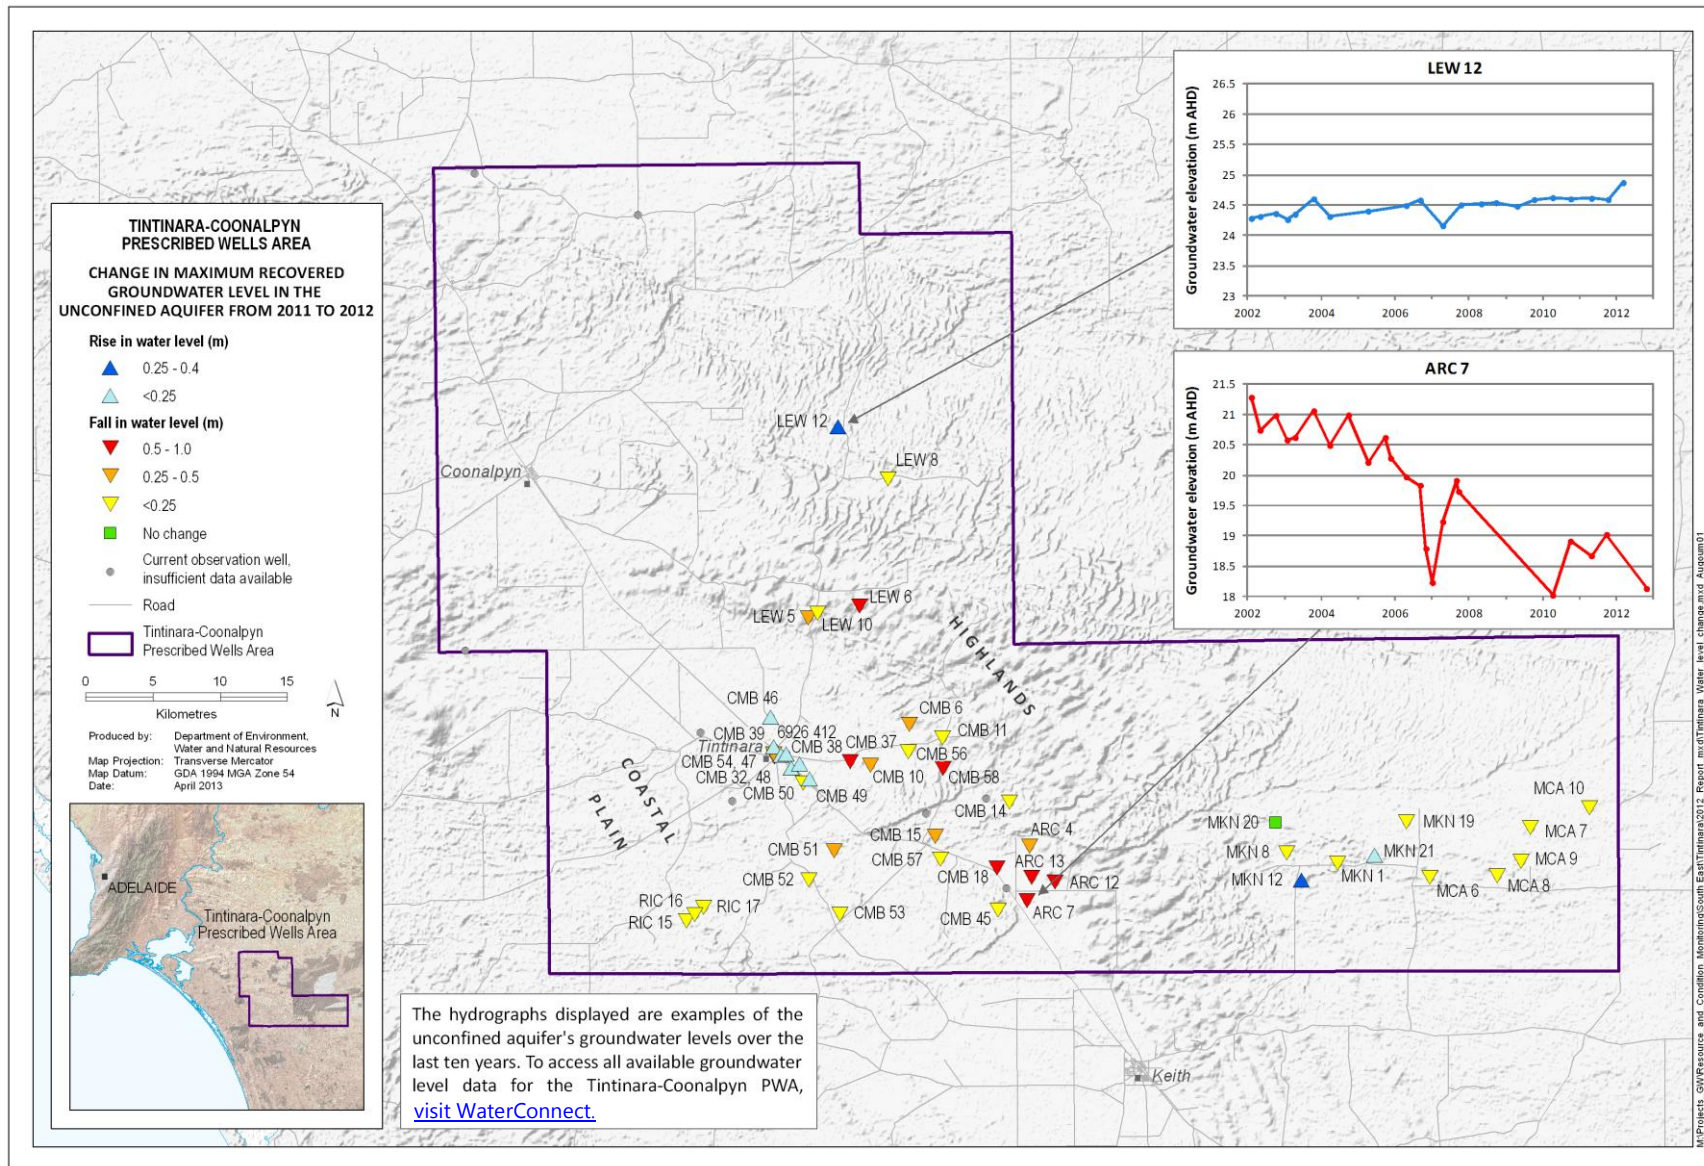 TINTINARA-COONALPYN
PRESCRIBED WELLS AREA
CHANGE IN MAXIMUM RECOVERED
GROUNDWATER LEVEL IN THE
UNCONFINED AQUIFER FROM 2011 TO 2012
Rise in water level (m)
0.25 - 0.4
<0.25
Fall in water level (m)
0.5 - 1.0
0.25 - 0.5
<0.25
No change
Current observation well,
insufficient data available
Road
Tintinara-Coonalpyn
Prescribed Wells Area
0 5 10 15
Kilometres
N
Produced by: Department of Environment,
Water and Natural Resources
Map Projection: Transverse Mercator
Map Datum: GDA 1994 MGA Zone 54
Date: April 2013
ADELAIDE
Tintinara-Coonalpyn
Prescribed Wells Area
LEW 12
Groundwater elevation (m AHD)
26.5
26
25.5
25
24.5
24
23.5
23
2002 2004 2006 2008 2010 2012
ARC 7
Groundwater elevation (m AHD)
21.5
21
20.5
20
19.5
19
18.5
18
2002 2004 2006 2008 2010 2012
LEW 12
LEW 8
Coonalpyn
LEW 6
LEW 5
LEW 10
HIGHLANDS
CMB 46
CMB 6
CMB 39 6926 412
CMB 11
Tintinara CMB 38 CMB 37
CMB 56
CMB 54, 47
CMB 10
CMB 58
CMB 32, 48
CMB 50
CMB 49
CMB 14
COASTAL
PLAIN
CMB 15
ARC 4
CMB 51
CMB 57
ARC 13
CMB 18
ARC 12
CMB 52
ARC 7
CMB 45
CMB 53
RIC 16
RIC 17
RIC 15
MCA 10
MKN 20
MKN 19
MCA 7
MKN 8
MKN 21
MCA 9
MKN 12
MKN 1
MCA 6
MCA 8
Keith
The hydrographs displayed are examples of the
unconfined aquifer's groundwater levels over the
last ten years. To access all available groundwater
level data for the Tintinara-Coonalpyn PWA,
visit WaterConnect.